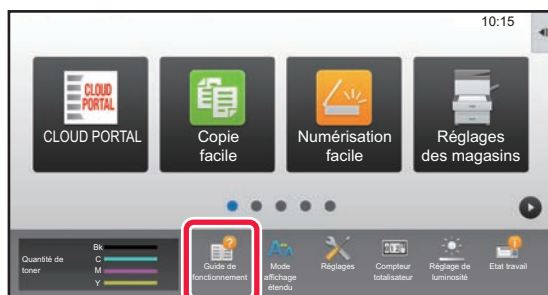 10:15
CLOUD
PORTAL
CLOUD PORTAL
Copie
facile
Numérisation
facile
Réglages
des magasins
Quantité de
toner
Bk
C
M
Y
Guide de
fonctionnement
Mode
affichage
étendu
Réglages
Compteur
totalisateur
Réglage de
luminosité
Etat travail